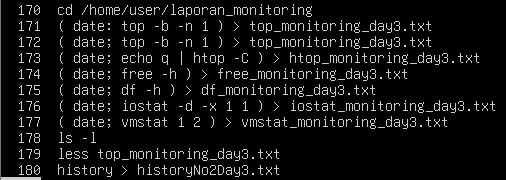 170 cd /home/user/laporan_monitoring
171 ( date: top -b -n 1 ) > top_monitoring_day3.txt
172 ( date; top -b -n 1 ) > top_monitoring_day3.txt
173 ( date; echo q | htop -C ) > htop_monitoring_day3.txt
174 ( date; free -h ) > free_monitoring_day3.txt
175 ( date; df -h ) > df_monitoring_day3.txt
176 ( date; iostat -d -x 1 1 ) > iostat_monitoring_day3.txt
177 ( date; vmstat 1 2 ) > vmstat_monitoring_day3.txt
178 ls -l
179 less top_monitoring_day3.txt
180 history > historyNo2Day3.txt